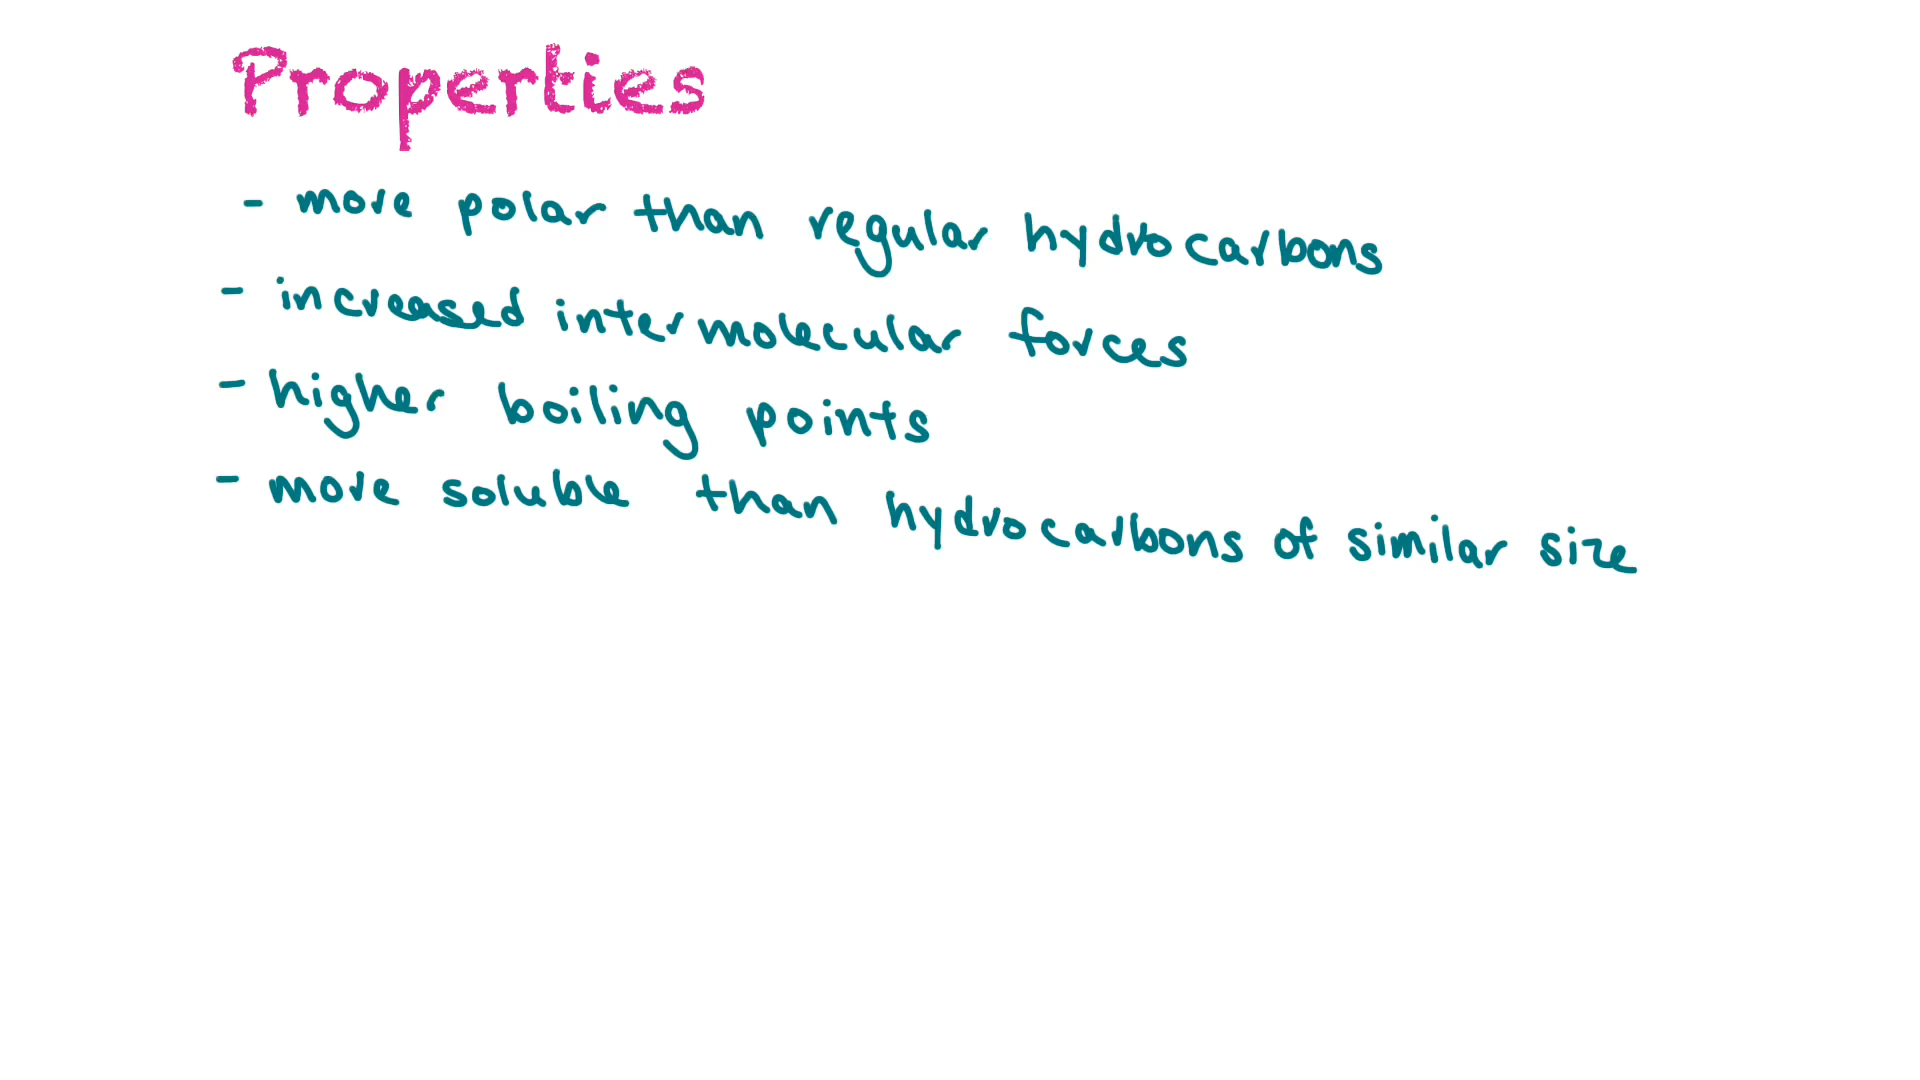 Properties
- more polar than regular hydrocarbons
- increased intermolecular forces
- higher boiling points
- more soluble than hydrocarbons of similar size